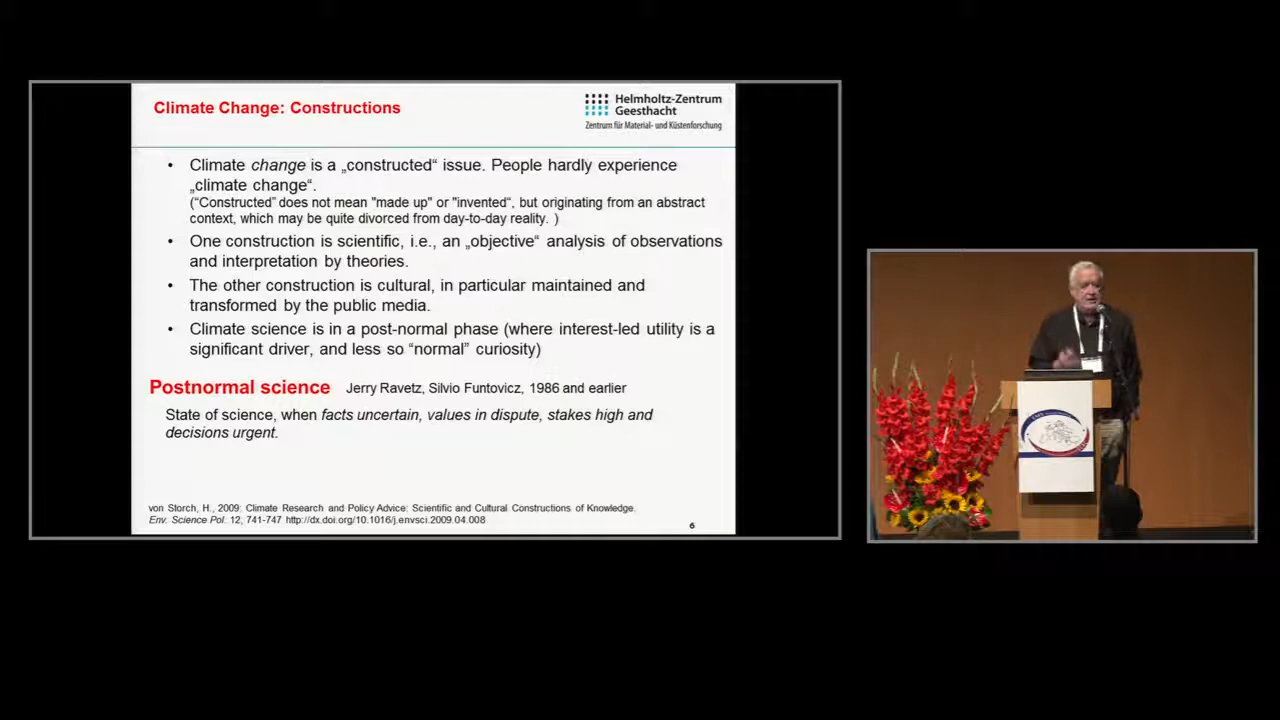 Climate Change: Constructions
Helmholtz-Zentrum
Geesthacht
Zentrum für Material- und Küstenforschung
• Climate change is a „constructed“ issue. People hardly experience
„climate change“.
(“Constructed” does not mean "made up" or "invented“, but originating from an abstract
context, which may be quite divorced from day-to-day reality. )
• One construction is scientific, i.e., an „objective“ analysis of observations
and interpretation by theories.
• The other construction is cultural, in particular maintained and
transformed by the public media.
• Climate science is in a post-normal phase (where interest-led utility is a
significant driver, and less so “normal” curiosity)
Postnormal science Jerry Ravetz, Silvio Funtovicz, 1986 and earlier
State of science, when facts uncertain, values in dispute, stakes high and
decisions urgent.
von Storch, H., 2009: Climate Research and Policy Advice: Scientific and Cultural Constructions of Knowledge.
Env. Science Pol. 12, 741-747 http://dx.doi.org/10.1016/j.envsci.2009.04.008
6